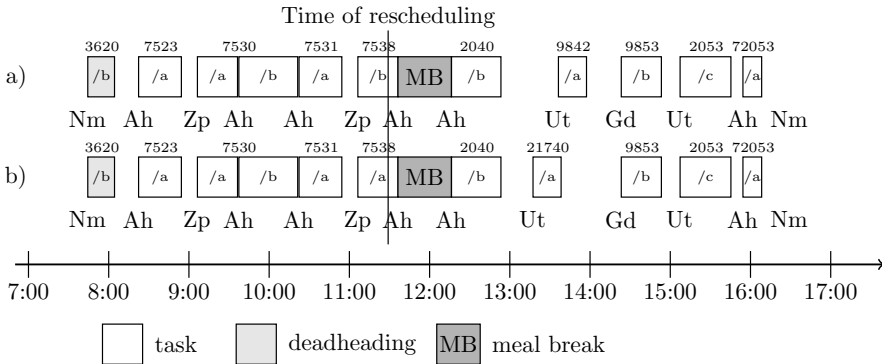 Time of rescheduling
3620 7523 7530 7531 7538 2040 9842 9853 2053 72053
a) /b /a /a /b /a /b MB /b /a /b /c /a
Nm Ah Zp Ah Ah Zp Ah Ah Ut Gd Ut Ah Nm
3620 7523 7530 7531 7538 2040 21740 9853 2053 72053
b) /b /a /a /b /a /a MB /b /a /b /c /a
Nm Ah Zp Ah Ah Zp Ah Ah Ut Gd Ut Ah Nm
7:00 8:00 9:00 10:00 11:00 12:00 13:00 14:00 15:00 16:00 17:00
task deadheading MB meal break